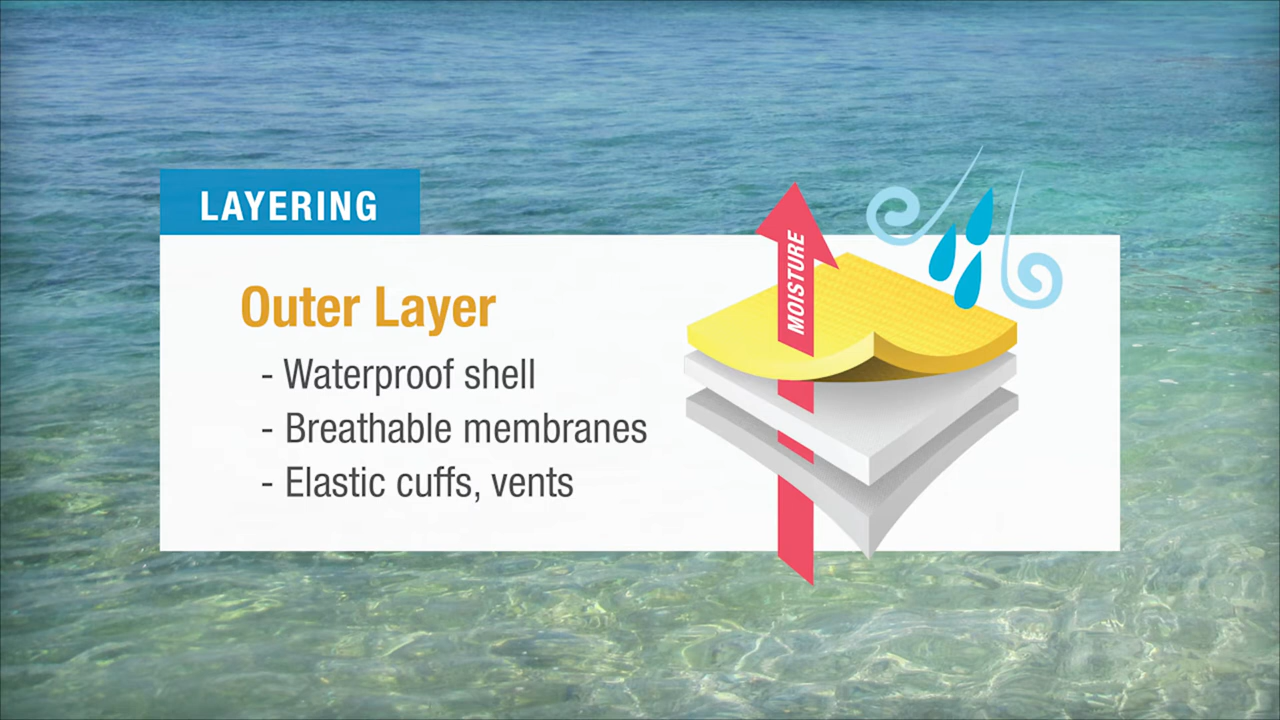 LAYERING
Outer Layer
- Waterproof shell
- Breathable membranes
- Elastic cuffs, vents
MOISTURE